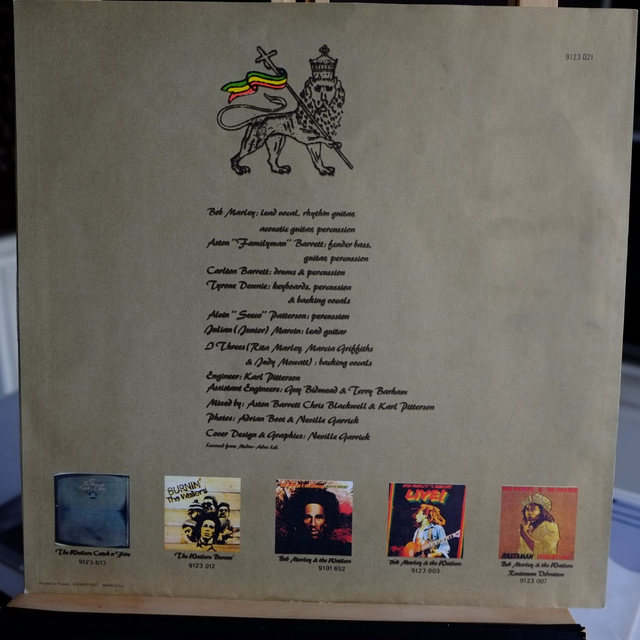 9123 021
Bob Marley: lead vocal, rhythm guitar,
acoustic guitar, percussion
Aston "Familyman" Barrett: fender bass,
guitar, percussion
Carlton Barrett: drums & percussion
Tyrone Downie: keyboards, percussion
& backing vocals
Alvin "Seeco" Patterson: percussion
Julian (Junior) Marvin: lead guitar
I Threes (Rita Marley, Marcia Griffiths
& Judy Mowatt): backing vocals
Engineer: Karl Pitterson
Assistant Engineers: Guy Bidmead & Terry Barham
Mixed by: Aston Barrett Chris Blackwell & Karl Pitterson
Photos: Adrian Boot & Neville Garrick
Cover Design & Graphics: Neville Garrick
BURNIN'
The Wailers
LIVE!
RASTAMAN
The Wailers Catch a Fire
9123 013
The Wailers Burnin'
9123 012
Bob Marley & the Wailers
9101 652
Bob Marley & the Wailers
9123 003
Bob Marley & the Wailers
Rastaman Vibration
9123 007